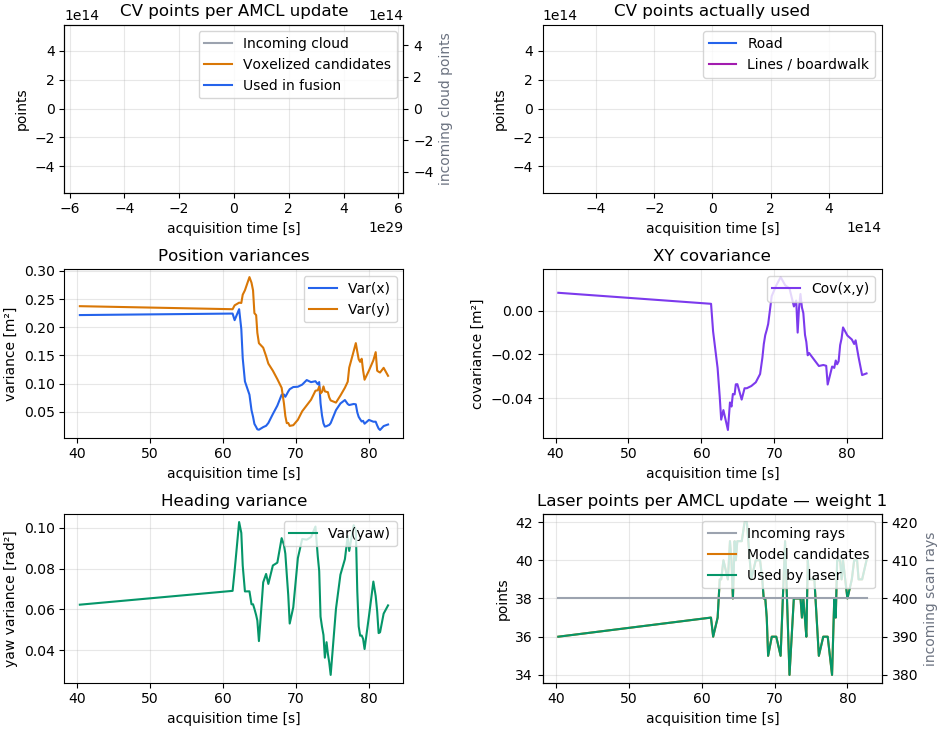 CV points per AMCL update
1e14
1e14
4
2
0
−2
−4
4
2
0
−2
−4
points
incoming cloud points
Incoming cloud
Voxelized candidates
Used in fusion
−6 −4 −2 0 2 4 6
acquisition time [s]
1e29
CV points actually used
1e14
4
2
0
−2
−4
points
Road
Lines / boardwalk
−4 −2 0 2 4
acquisition time [s]
1e14
Position variances
0.30
0.25
0.20
0.15
0.10
0.05
variance [m²]
Var(x)
Var(y)
40 50 60 70 80
acquisition time [s]
XY covariance
0.00
−0.02
−0.04
covariance [m²]
Cov(x,y)
40 50 60 70 80
acquisition time [s]
Heading variance
0.10
0.08
0.06
0.04
yaw variance [rad²]
Var(yaw)
40 50 60 70 80
acquisition time [s]
Laser points per AMCL update — weight 1
42
40
38
36
34
points
Incoming rays
Model candidates
Used by laser
420
410
400
390
380
incoming scan rays
40 50 60 70 80
acquisition time [s]